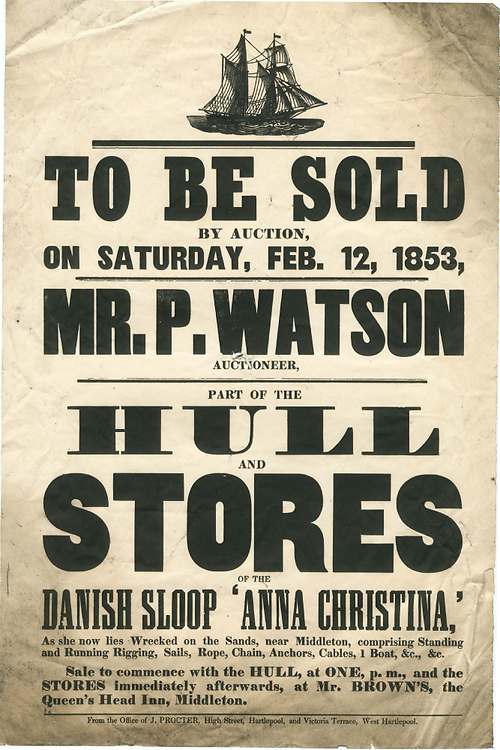 TO BE SOLD
BY AUCTION,
ON SATURDAY, FEB. 12, 1853,
MR. P. WATSON
AUCTIONEER,
PART OF THE
HULL
AND
STORES
OF THE
DANISH SLOOP 'ANNA CHRISTINA,'
As she now lies Wrecked on the Sands, near Middleton, comprising Standing
and Running Rigging, Sails, Rope, Chain, Anchors, Cables, 1 Boat, &c., &c.
Sale to commence with the HULL, at ONE, p. m., and the
STORES immediately afterwards, at Mr. BROWN'S, the
Queen's Head Inn, Middleton.
From the Office of J. PROCTER, High Street, Hartlepool, and Victoria Terrace, West Hartlepool.